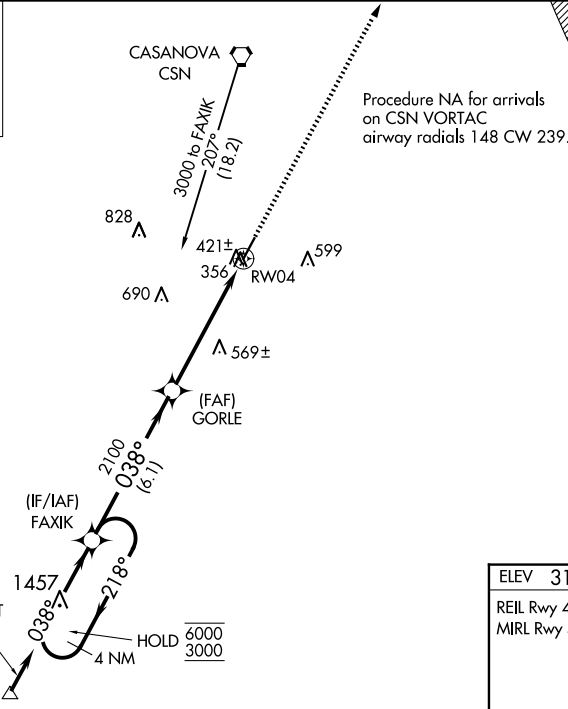 CASANOVA
CSN
Procedure NA for arrivals
on CSN VORTAC
airway radials 148 CW 239.
3000 to FAXIK
207°
(18.2)
828
421±
599
356
RW04
690
569±
(FAF)
GORLE
2100
038°
(6.1)
(IF/IAF)
FAXIK
218°
1457
T
038°
HOLD 6000
3000
4 NM
ELEV 31
REIL Rwy 4
MIRL Rwy